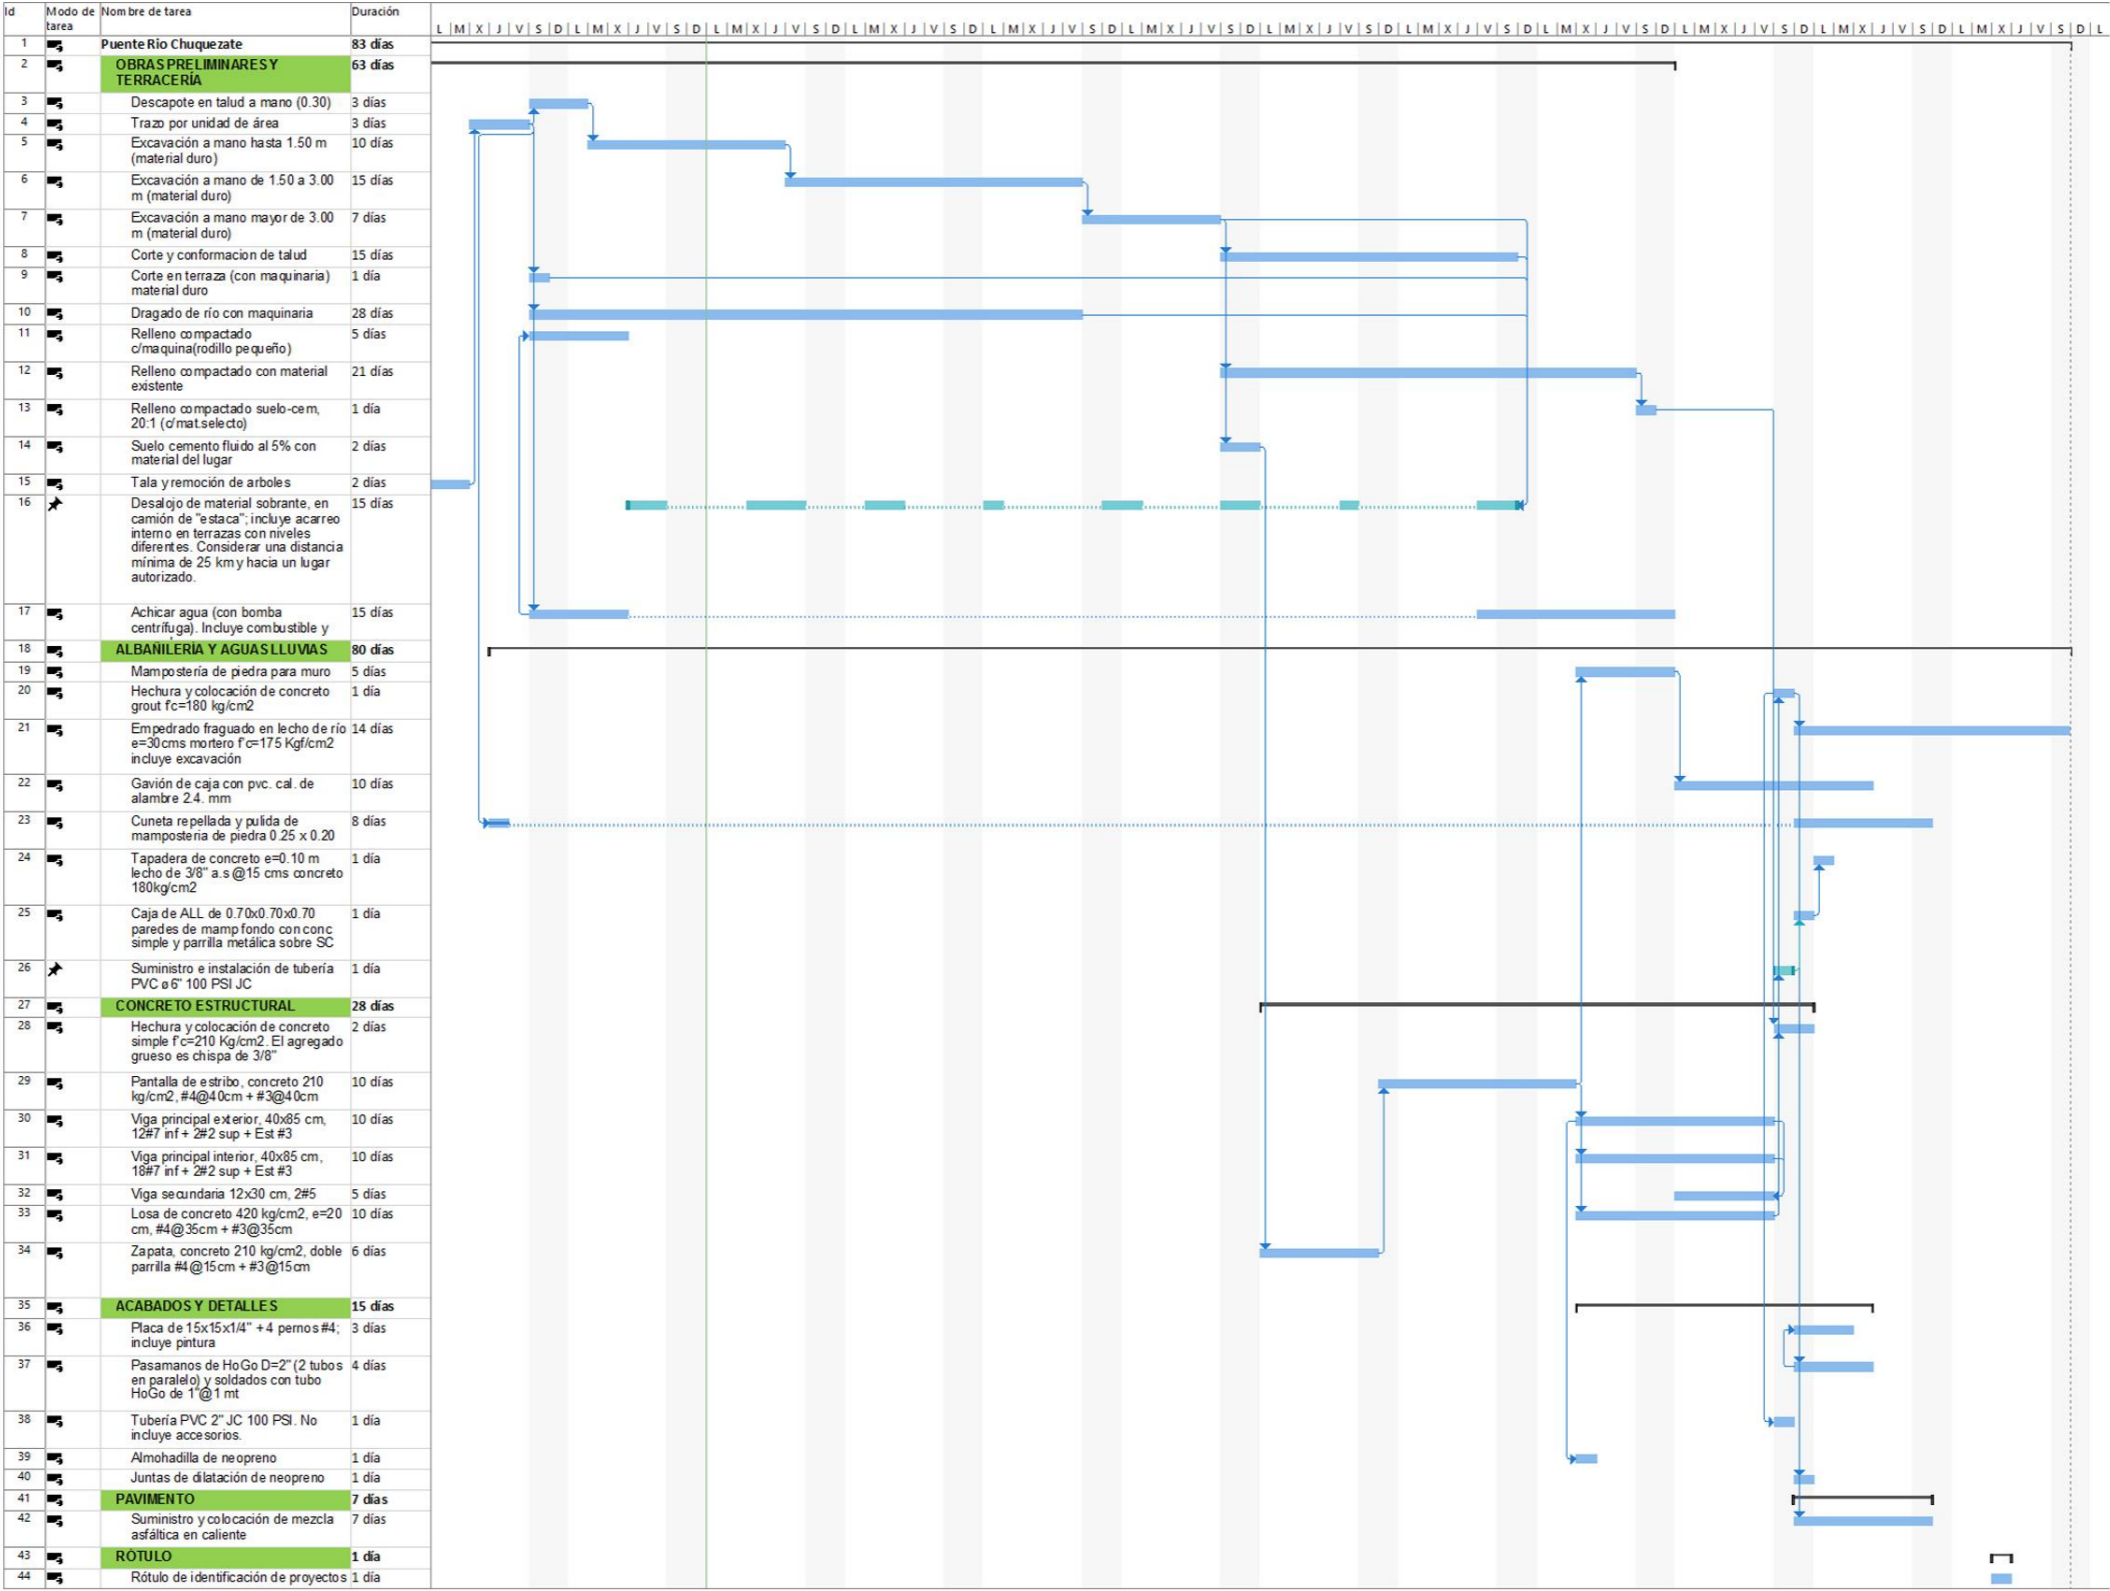 Id Modo de Nombre de tarea Duración
tarea
L M X J V S D L M X J V S D L M X J V S D L M X J V S D L M X J V S D L M X J V S D L M X J V S D L M X J V S D L M X J V S D L M X J V S D L M X J V S D L M X J V S D L
1 Puente Rio Chuquezate 83 días
2 OBRAS PRELIMINARES Y 63 días
TERRACERÍA
3 Descapote en talud a mano (0.30) 3 días
4 Trazo por unidad de área 3 días
5 Excavación a mano hasta 1.50 m 10 días
(material duro)
6 Excavación a mano de 1.50 a 3.00 15 días
m (material duro)
7 Excavación a mano mayor de 3.00 7 días
m (material duro)
8 Corte y conformacion de talud 15 días
9 Corte en terraza (con maquinaria) 1 día
material duro
10 Dragado de río con maquinaria 28 días
11 Relleno compactado 5 días
c/maquina(rodillo pequeño)
12 Relleno compactado con material 21 días
existente
13 Relleno compactado suelo-cem, 1 día
20:1 (c/mat.selecto)
14 Suelo cemento fluido al 5% con 2 días
material del lugar
15 Tala y remoción de arboles 2 días
16 Desalojo de material sobrante, en 15 días
camión de "estaca"; incluye acarreo
interno en terrazas con niveles
diferentes. Considerar una distancia
mínima de 25 km y hacia un lugar
autorizado.
17 Achicar agua (con bomba 15 días
centrífuga). Incluye combustible y
18 ALBAÑILERÍA Y AGUAS LLUVIAS 80 días
19 Mampostería de piedra para muro 5 días
20 Hechura y colocación de concreto 1 día
grout f'c=180 kg/cm2
21 Empedrado fraguado en lecho de río 14 días
e=30cms mortero f'c=175 Kgf/cm2
incluye excavación
22 Gavión de caja con pvc. cal. de 10 días
alambre 2.4. mm
23 Cuneta repellada y pulida de 8 días
mamposteria de piedra 0.25 x 0.20
24 Tapadera de concreto e=0.10 m 1 día
lecho de 3/8" a.s @15 cms concreto
180kg/cm2
25 Caja de ALL de 0.70x0.70x0.70 1 día
paredes de mamp fondo con conc
simple y parrilla metálica sobre SC
26 Suministro e instalación de tubería 1 día
PVC ø 6" 100 PSI JC
27 CONCRETO ESTRUCTURAL 28 días
28 Hechura y colocación de concreto 2 días
simple f'c=210 Kg/cm2. El agregado
grueso es chispa de 3/8"
29 Pantalla de estribo, concreto 210 10 días
kg/cm2, #4@40cm + #3@40cm
30 Viga principal exterior, 40x85 cm, 10 días
12#7 inf + 2#2 sup + Est #3
31 Viga principal interior, 40x85 cm, 10 días
18#7 inf + 2#2 sup + Est #3
32 Viga secundaria 12x30 cm, 2#5 5 días
33 Losa de concreto 420 kg/cm2, e=20 10 días
cm, #4@35cm + #3@35cm
34 Zapata, concreto 210 kg/cm2, doble 6 días
parrilla #4@15cm + #3@15cm
35 ACABADOS Y DETALLES 15 días
36 Placa de 15x15x1/4" + 4 pernos #4; 3 días
incluye pintura
37 Pasamanos de HoGo D=2" (2 tubos 4 días
en paralelo) y soldados con tubo
HoGo de 1"@1 mt
38 Tubería PVC 2" JC 100 PSI. No 1 día
incluye accesorios.
39 Almohadilla de neopreno 1 día
40 Juntas de dilatación de neopreno 1 día
41 PAVIMENTO 7 días
42 Suministro y colocación de mezcla 7 días
asfáltica en caliente
43 RÓTULO 1 día
44 Rótulo de identificación de proyectos 1 día